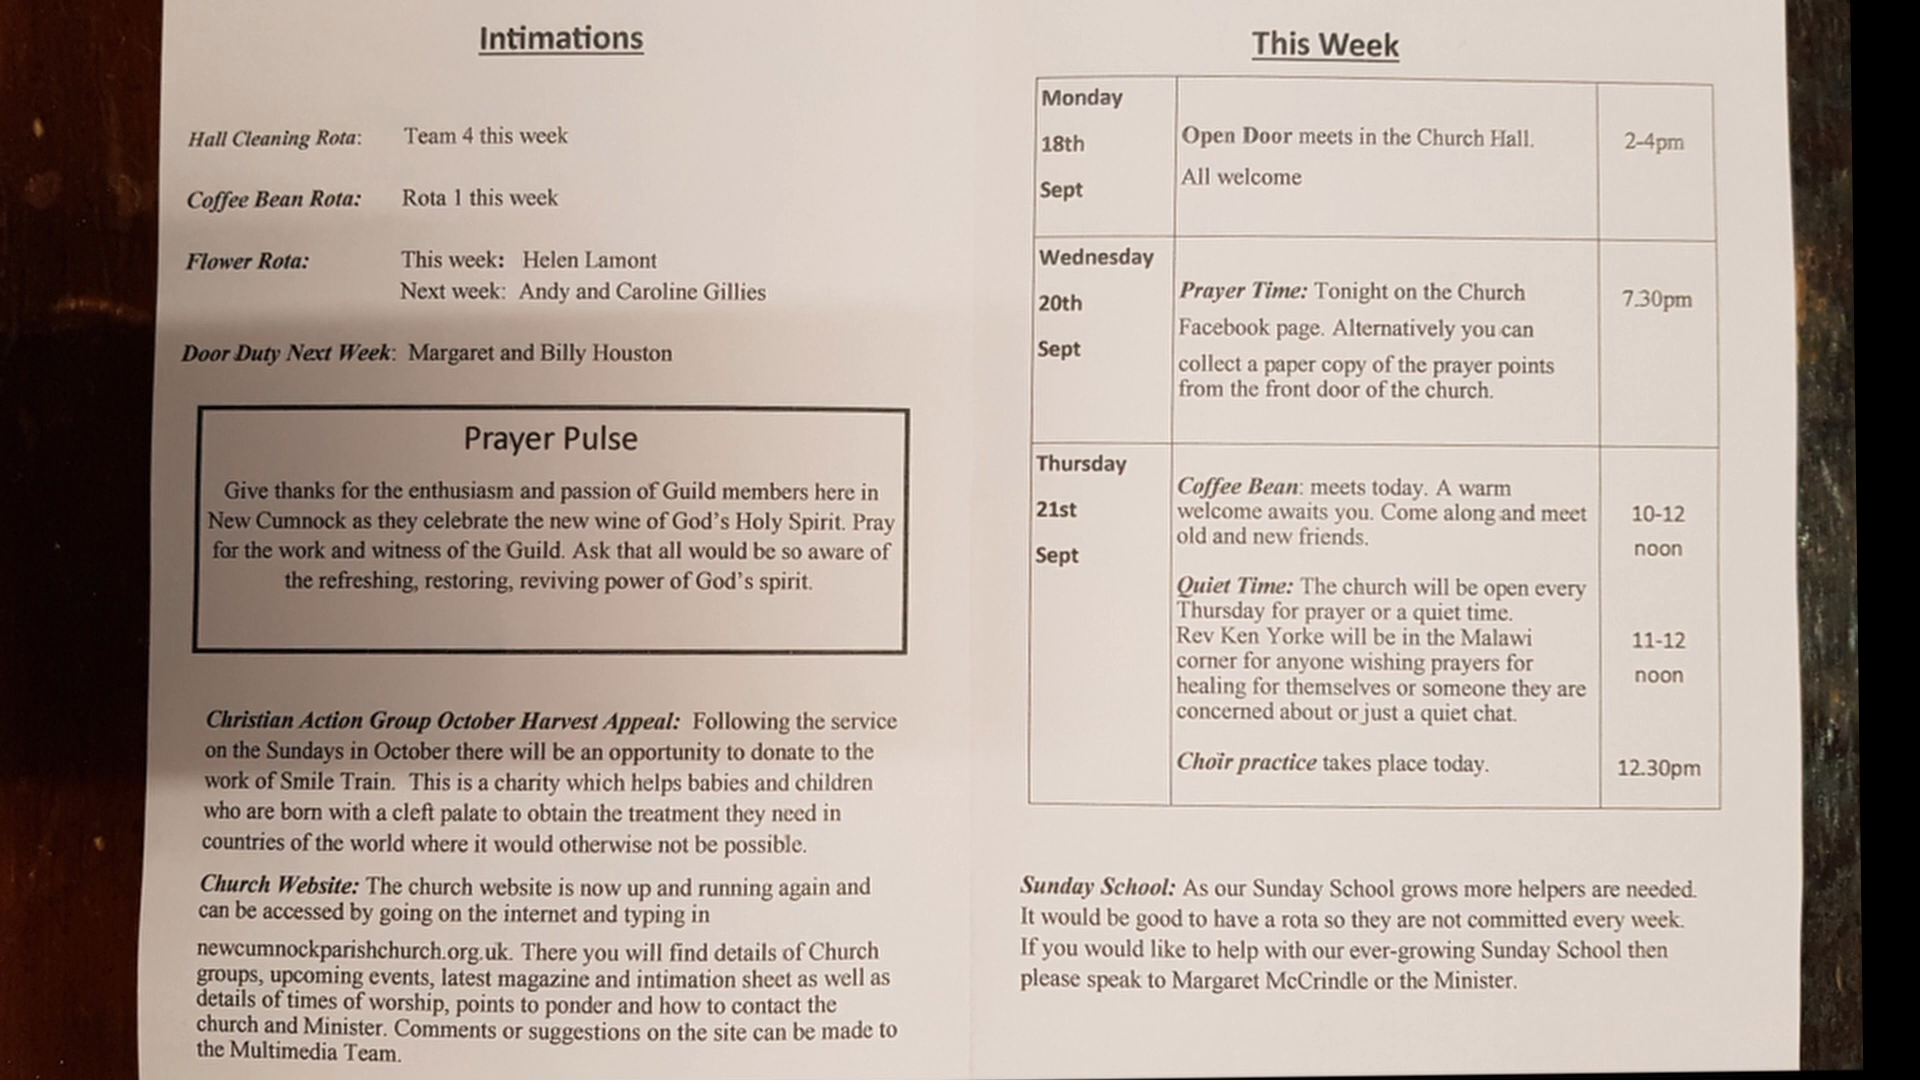 Intimations
Hall Cleaning Rota: Team 4 this week
Coffee Bean Rota: Rota 1 this week
Flower Rota: This week: Helen Lamont
Next week: Andy and Caroline Gillies
Door Duty Next Week: Margaret and Billy Houston
Prayer Pulse
Give thanks for the enthusiasm and passion of Guild members here in
New Cumnock as they celebrate the new wine of God's Holy Spirit. Pray
for the work and witness of the Guild. Ask that all would be so aware of
the refreshing, restoring, reviving power of God's spirit.
Christian Action Group October Harvest Appeal: Following the service
on the Sundays in October there will be an opportunity to donate to the
work of Smile Train. This is a charity which helps babies and children
who are born with a cleft palate to obtain the treatment they need in
countries of the world where it would otherwise not be possible.
Church Website: The church website is now up and running again and
can be accessed by going on the internet and typing in
newcumnockparishchurch.org.uk. There you will find details of Church
groups, upcoming events, latest magazine and intimation sheet as well as
details of times of worship, points to ponder and how to contact the
church and Minister. Comments or suggestions on the site can be made to
the Multimedia Team.
This Week
Monday
18th
Sept
Open Door meets in the Church Hall.
All welcome
2-4pm
Wednesday
20th
Sept
Prayer Time: Tonight on the Church
Facebook page. Alternatively you can
collect a paper copy of the prayer points
from the front door of the church.
7.30pm
Thursday
21st
Sept
Coffee Bean: meets today. A warm
welcome awaits you. Come along and meet
old and new friends.
10-12
noon
Quiet Time: The church will be open every
Thursday for prayer or a quiet time.
Rev Ken Yorke will be in the Malawi
corner for anyone wishing prayers for
healing for themselves or someone they are
concerned about or just a quiet chat.
11-12
noon
Choir practice takes place today.
12.30pm
Sunday School: As our Sunday School grows more helpers are needed.
It would be good to have a rota so they are not committed every week.
If you would like to help with our ever-growing Sunday School then
please speak to Margaret McCrindle or the Minister.